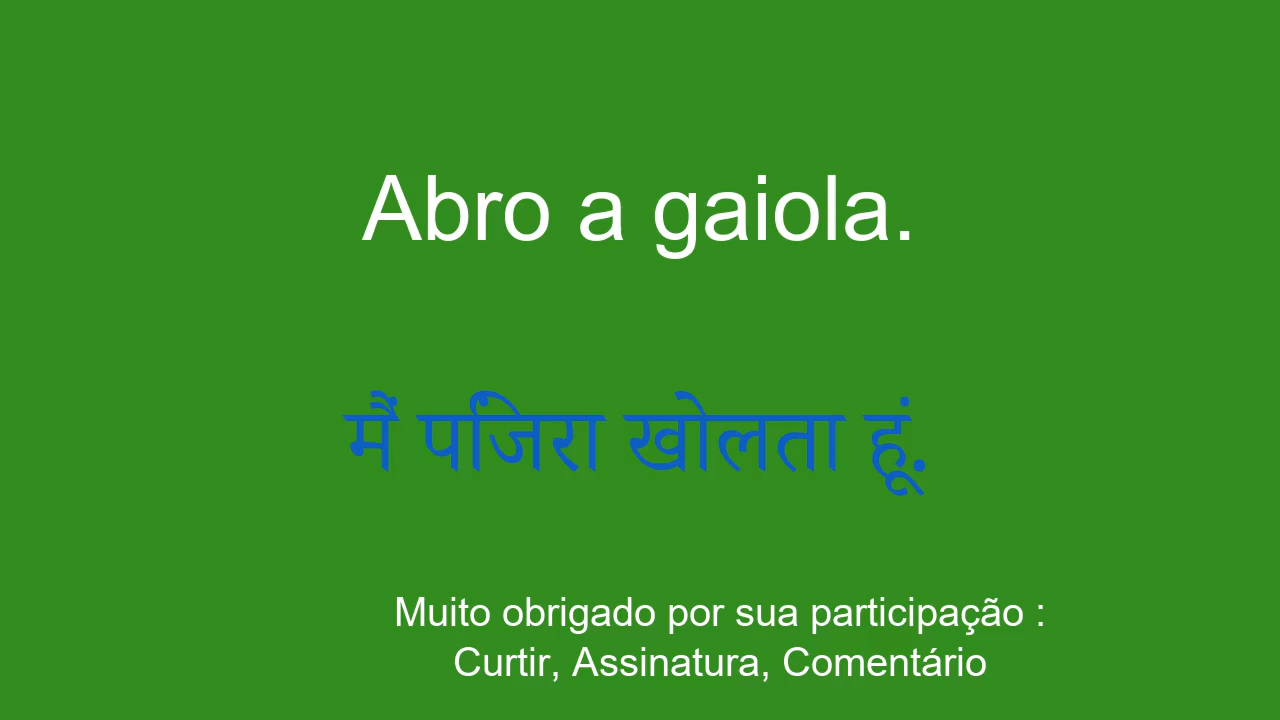 Abro a gaiola.
मैं पिंजरा खोलता हूं.
Muito obrigado por sua participação :
Curtir, Assinatura, Comentário